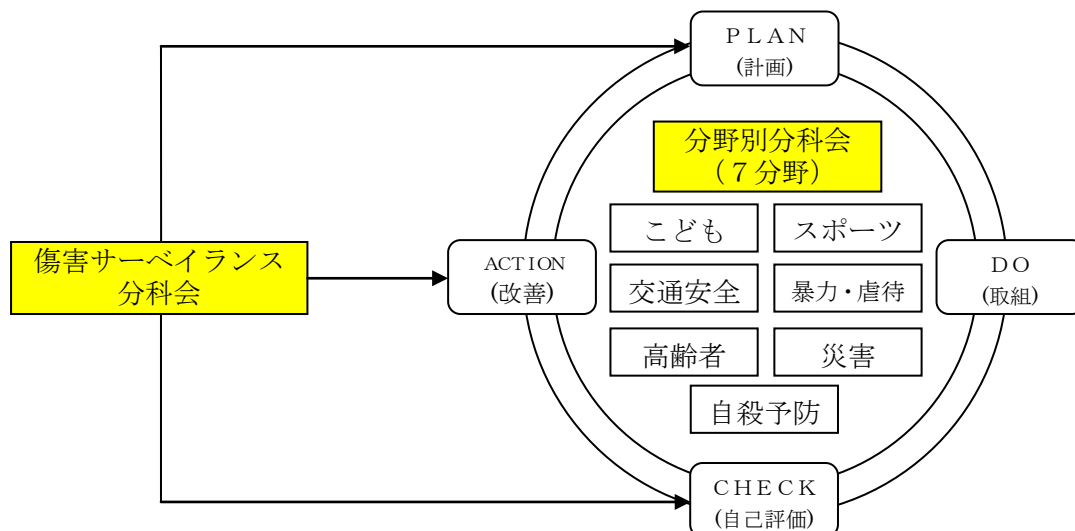 ＰＬＡＮ
(計画)
分野別分科会
(７分野)
こども
スポーツ
傷害サーベイランス
分科会
ACTION
(改善)
交通安全
暴力・虐待
ＤＯ
(取組)
高齢者
災害
自殺予防
ＣＨＥＣＫ
(自己評価)